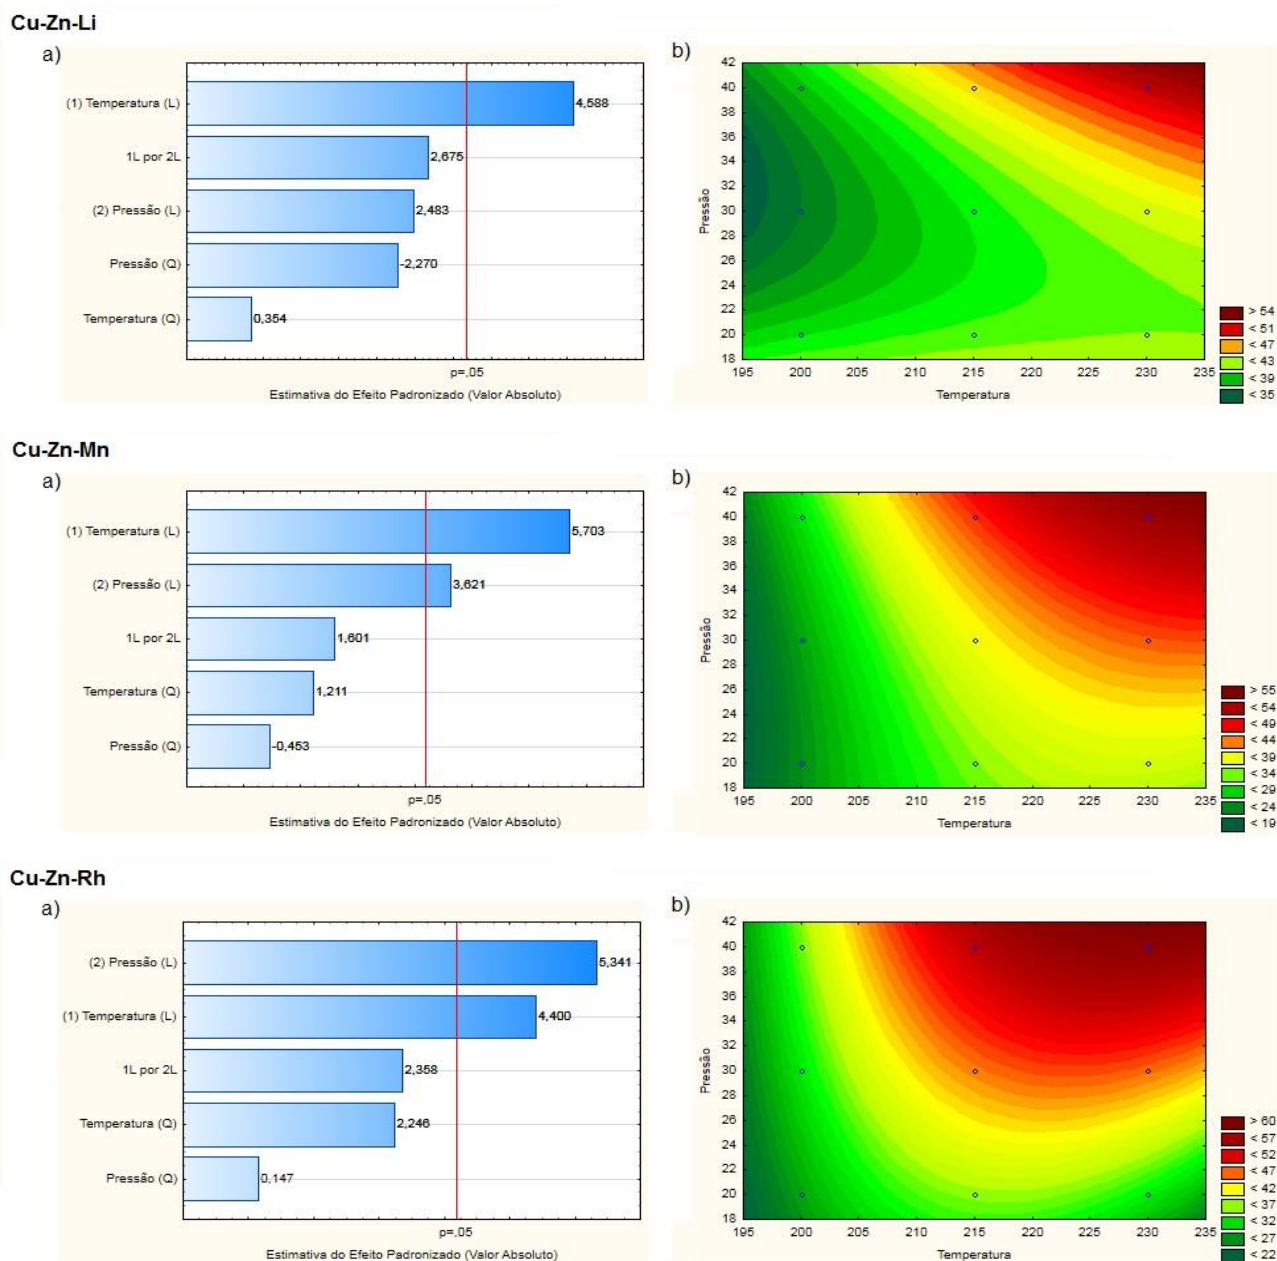 Cu-Zn-Li
a)
(1) Temperatura (L)
4,588
1L por 2L
2,675
(2) Pressão (L)
2,483
Pressão (Q)
-2,270
Temperatura (Q)
0,354
p=,05
Estimativa do Efeito Padronizado (Valor Absoluto)
b)
42
40
38
36
34
32
30
28
26
24
22
20
18
Pressão
195 200 205 210 215 220 225 230 235
Temperatura
> 54
< 51
< 47
< 43
< 39
< 35
Cu-Zn-Mn
a)
(1) Temperatura (L)
5,703
(2) Pressão (L)
3,621
1L por 2L
1,601
Temperatura (Q)
1,211
Pressão (Q)
-0,453
p=,05
Estimativa do Efeito Padronizado (Valor Absoluto)
b)
42
40
38
36
34
32
30
28
26
24
22
20
18
Pressão
195 200 205 210 215 220 225 230 235
Temperatura
> 55
< 54
< 49
< 44
< 39
< 34
< 29
< 24
< 19
Cu-Zn-Rh
a)
(2) Pressão (L)
5,341
(1) Temperatura (L)
4,400
1L por 2L
2,358
Temperatura (Q)
2,246
Pressão (Q)
0,147
p=,05
Estimativa do Efeito Padronizado (Valor Absoluto)
b)
42
40
38
36
34
32
30
28
26
24
22
20
18
Pressão
195 200 205 210 215 220 225 230 235
Temperatura
> 60
< 57
< 52
< 47
< 42
< 37
< 32
< 27
< 22